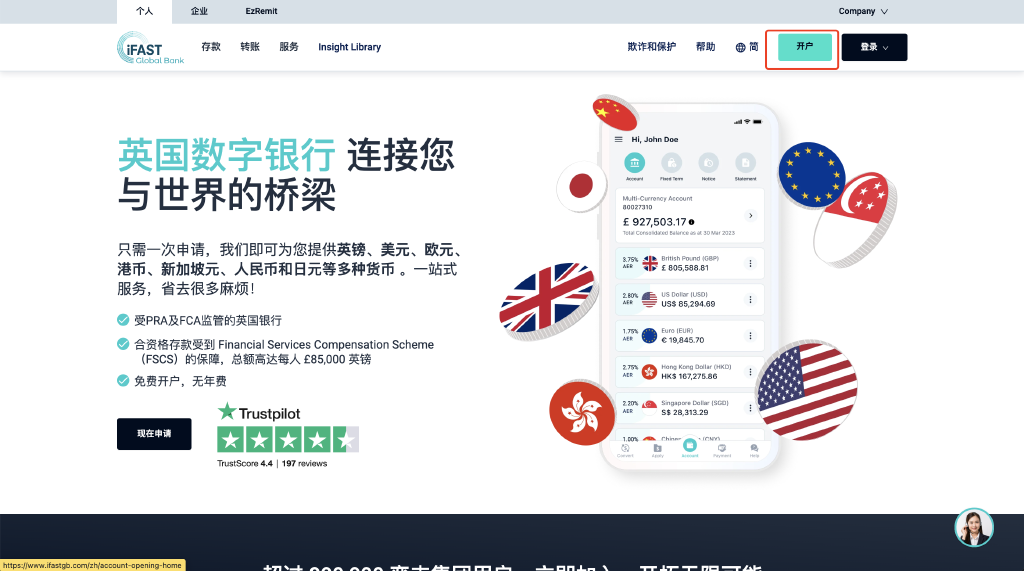 个人 企业 EzRemit Company
iFAST Global Bank
存款 转账 服务 Insight Library 欺诈和保护 帮助 简 开户 登录
英国数字银行 连接您
与世界的桥梁
只需一次申请，我们即可为您提供英镑、美元、欧元、
港币、新加坡元、人民币和日元等多种货币 。一站式
服务，省去很多麻烦！
受PRA及FCA监管的英国银行
合资格存款受到 Financial Services Compensation Scheme
（FSCS）的保障，总额高达每人 £85,000 英镑
免费开户，无年费
现在申请
Trustpilot
TrustScore 4.4 | 197 reviews
Hi, John Doe
Account Fixed Term Notice Statement
Multi-Currency Account
80027310
£ 927,503.17
Total Consolidated Balance as at 30 Mar 2023
3.75% AER British Pound (GBP)
£ 805,588.81
2.80% AER US Dollar (USD)
US$ 85,294.69
1.75% AER Euro (EUR)
€ 19,845.70
2.75% AER Hong Kong Dollar (HKD)
HK$ 167,275.86
2.20% AER Singapore Dollar (SGD)
S$ 28,313.29
1.00%
Convert Apply Account Payment Help
https://www.ifastgb.com/zh/account-opening-home